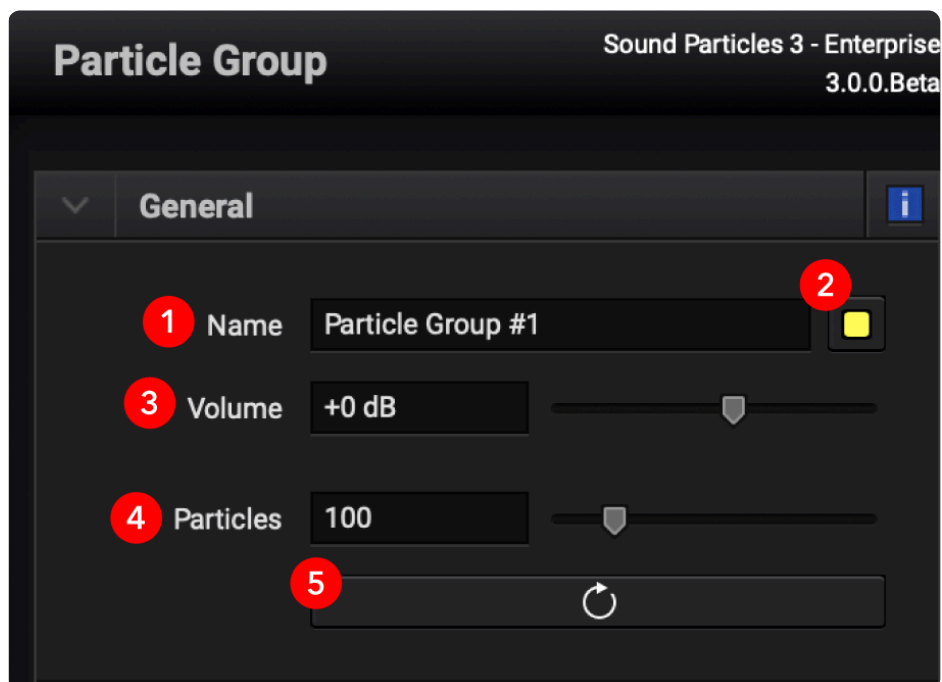 Particle Group
Sound Particles 3 - Enterprise
3.0.0.Beta
General
i
2
1 Name Particle Group #1
3 Volume +0 dB
4 Particles 100
5